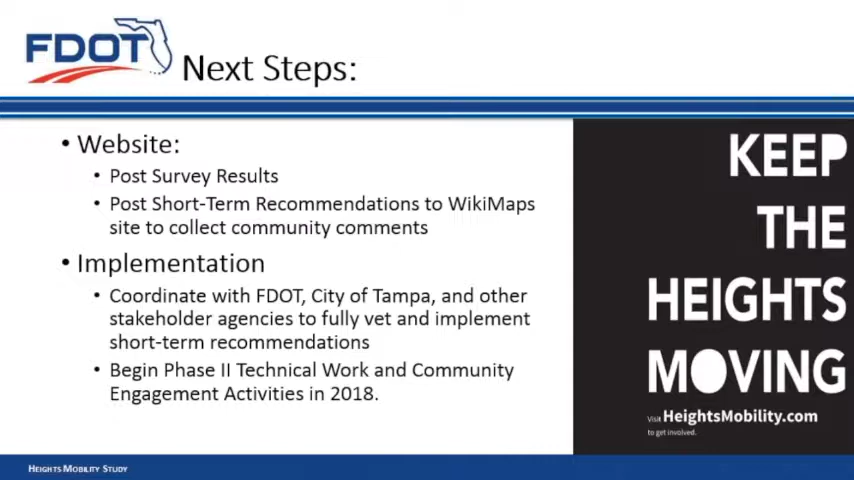 FDOT
Next Steps:
• Website:
• Post Survey Results
• Post Short-Term Recommendations to WikiMaps
site to collect community comments
• Implementation
• Coordinate with FDOT, City of Tampa, and other
stakeholder agencies to fully vet and implement
short-term recommendations
• Begin Phase II Technical Work and Community
Engagement Activities in 2018.
KEEP
THE
HEIGHTS
MOVING
Visit HeightsMobility.com
to get involved.
HEIGHTS MOBILITY STUDY